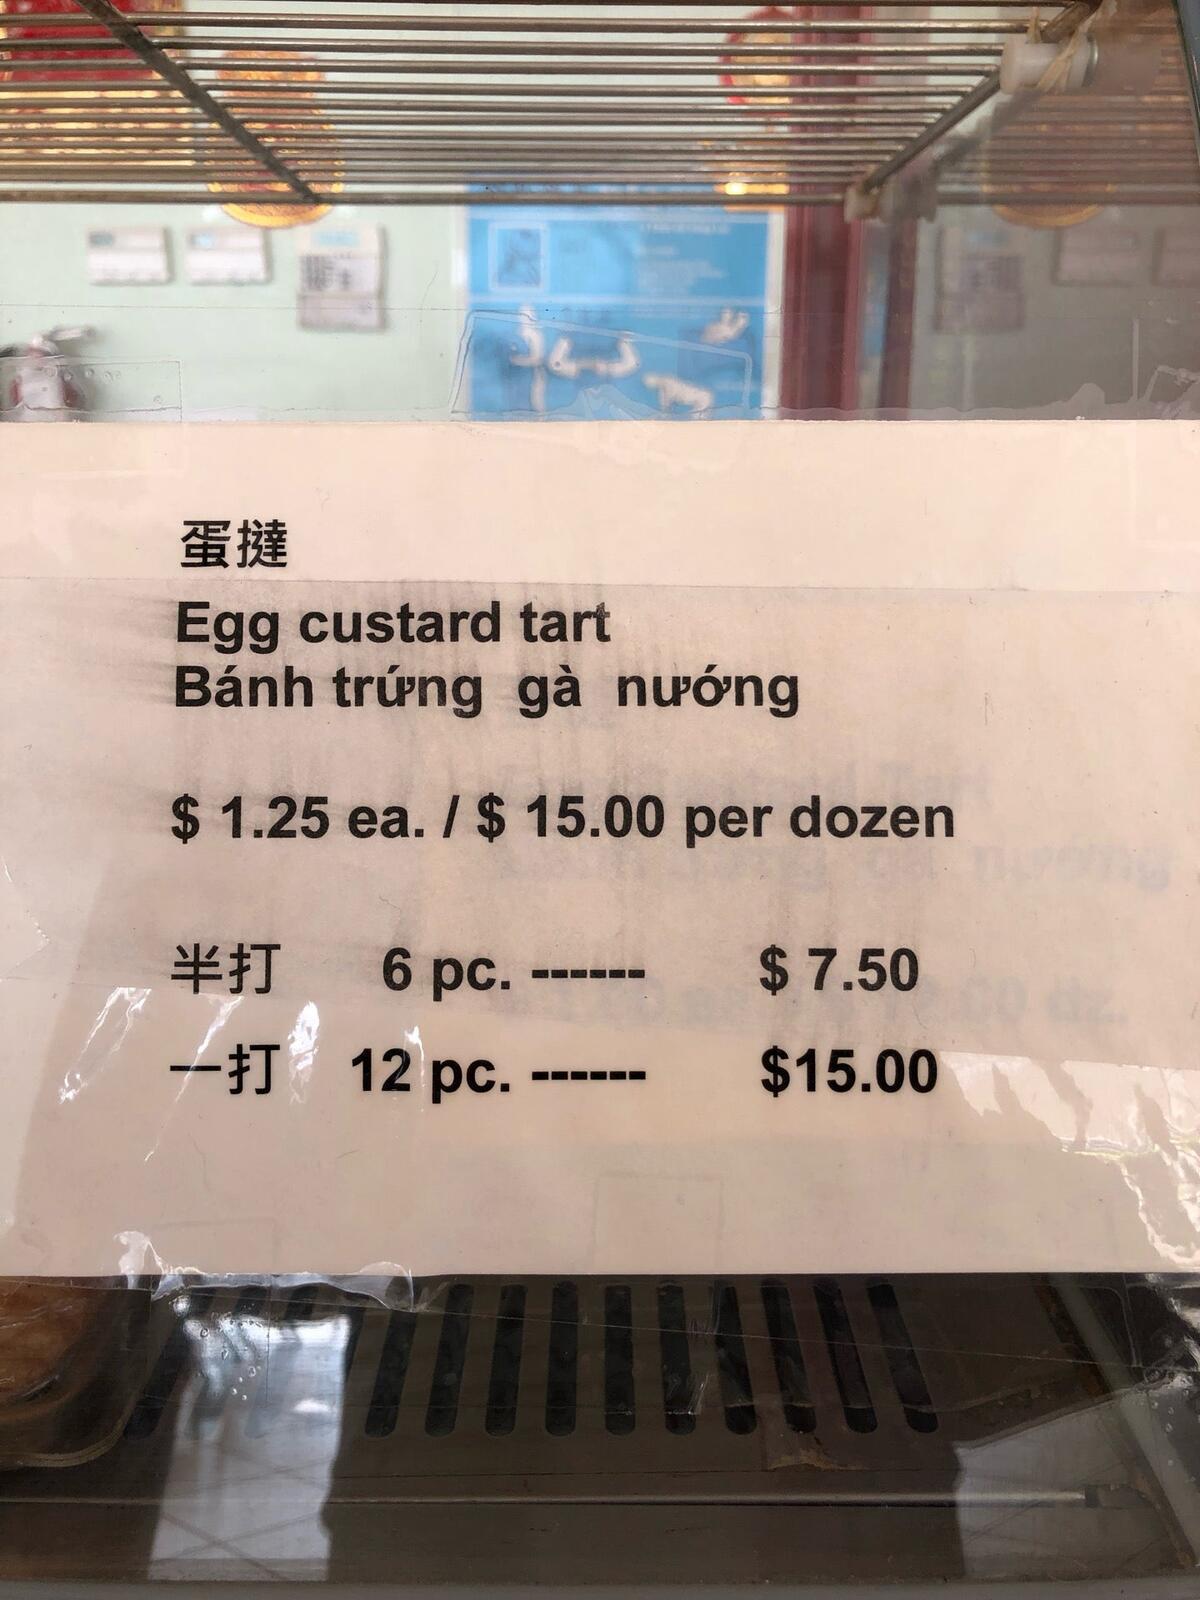 蛋撻
Egg custard tart
Bánh trứng gà nướng
$ 1.25 ea. / $ 15.00 per dozen
半打 6 pc. ------ $ 7.50
一打 12 pc. ------ $15.00